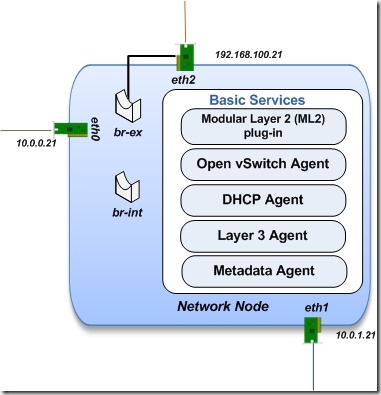 192.168.100.21
eth2
Basic Services
br-ex
Modular Layer 2 (ML2)
plug-in
eth0
10.0.0.21
Open vSwitch Agent
DHCP Agent
br-int
Layer 3 Agent
Metadata Agent
Network Node
eth1
10.0.1.21